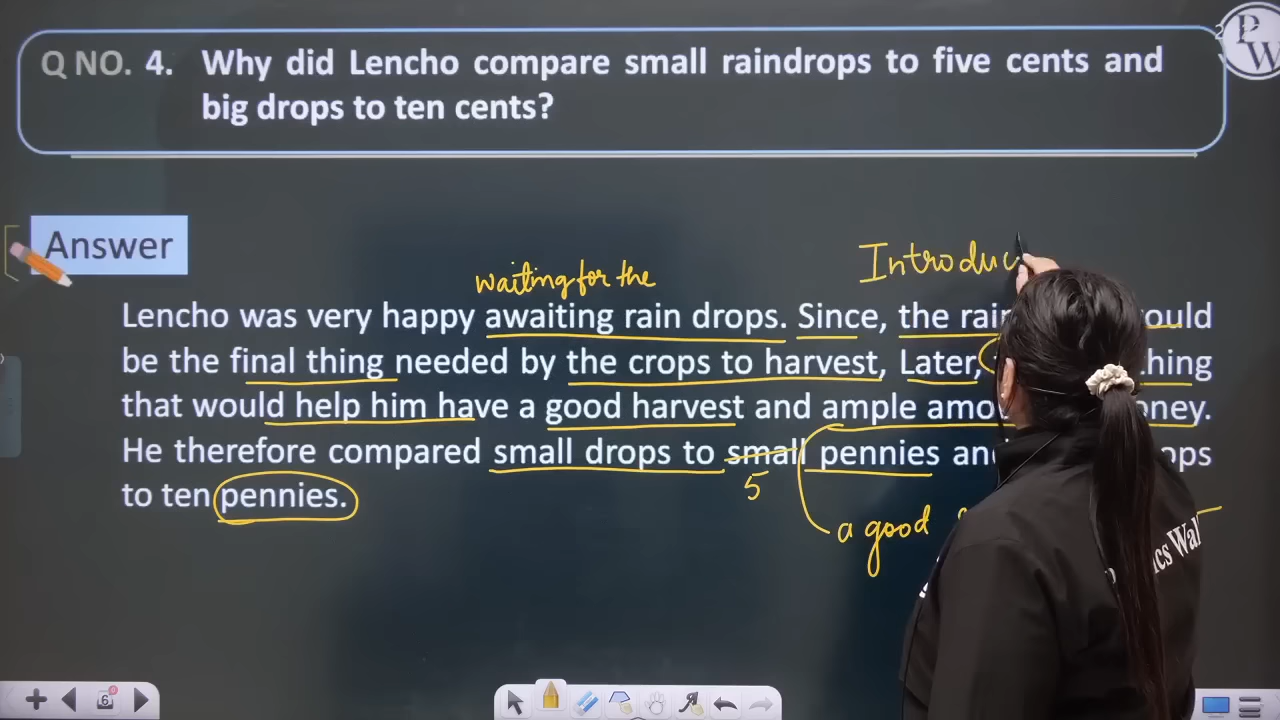 Q NO. 4. Why did Lencho compare small raindrops to five cents and
big drops to ten cents?
P
W
Answer
Introduc
waiting for the
Lencho was very happy awaiting rain drops. Since, the
be the final thing needed by the crops to harvest, Later,
that would help him have a good harvest and ample
He therefore compared small drops to small pennies
5
to ten pennies.
a good
6